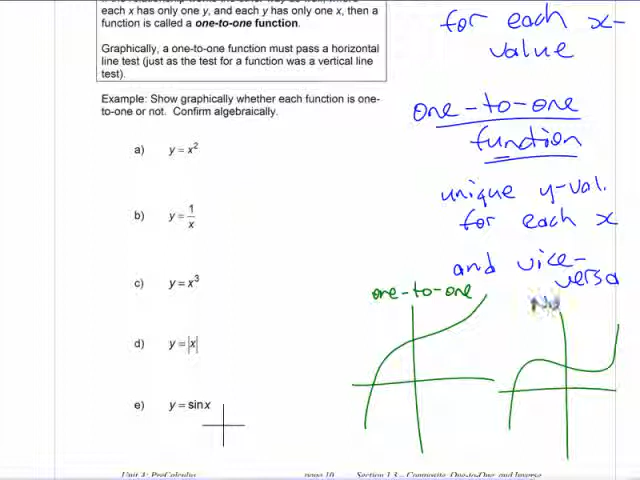 each x has only one y, and each y has only one x, then a
function is called a one-to-one function.
Graphically, a one-to-one function must pass a horizontal
line test (just as the test for a function was a vertical line
test).
Example: Show graphically whether each function is one-
to-one or not. Confirm algebraically.
a) y = x²
b) y = 1/x
c) y = x³
d) y = |x|
e) y = sin x
for each x-
value
one-to-one
function
unique y-val.
for each x
and vice-
versa
one-to-one
Unit 4: PreCalculus page 10 Section 1.3 – Composite, One-to-One, and Inverse